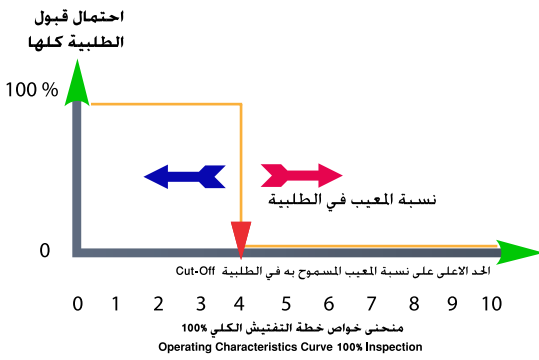 احتمال قبول
الطلبية كلها
100 %
نسبة المعيب في الطلبية
0
الحد الاعلى على نسبة المعيب المسموح به في الطلبية Cut-Off
0 1 2 3 4 5 6 7 8 9 10
منحنى خواص خطة التفتيش الكلي 100%
Operating Characteristics Curve 100% Inspection